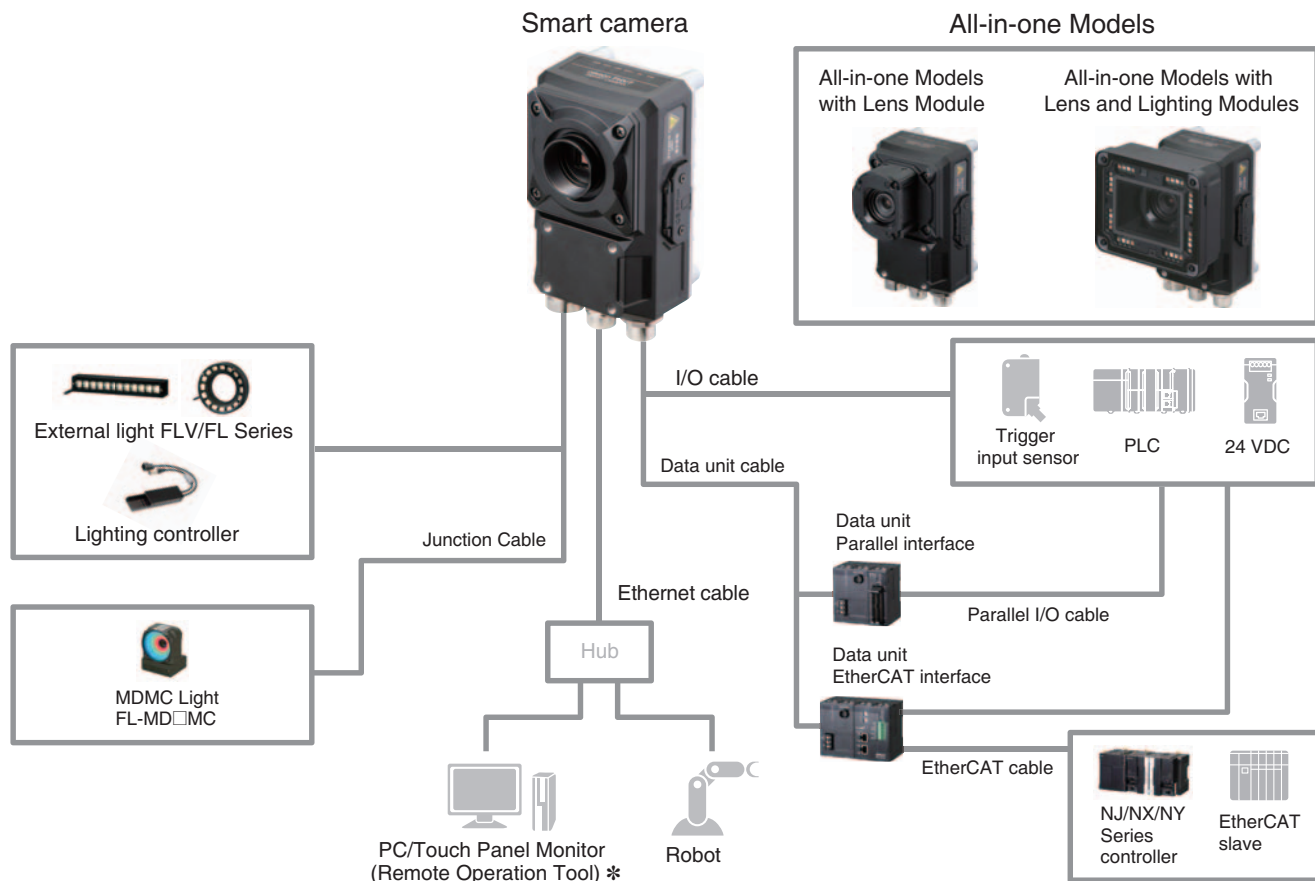 Smart camera
All-in-one Models
All-in-one Models
with Lens Module
All-in-one Models with
Lens and Lighting Modules
External light FLV/FL Series
Lighting controller
I/O cable
Trigger
input sensor
PLC
24 VDC
Data unit cable
Junction Cable
Data unit
Parallel interface
Ethernet cable
Parallel I/O cable
Hub
MDMC Light
FL-MD□MC
Data unit
EtherCAT interface
EtherCAT cable
NJ/NX/NY
Series
controller
EtherCAT
slave
PC/Touch Panel Monitor
(Remote Operation Tool) ✻
Robot